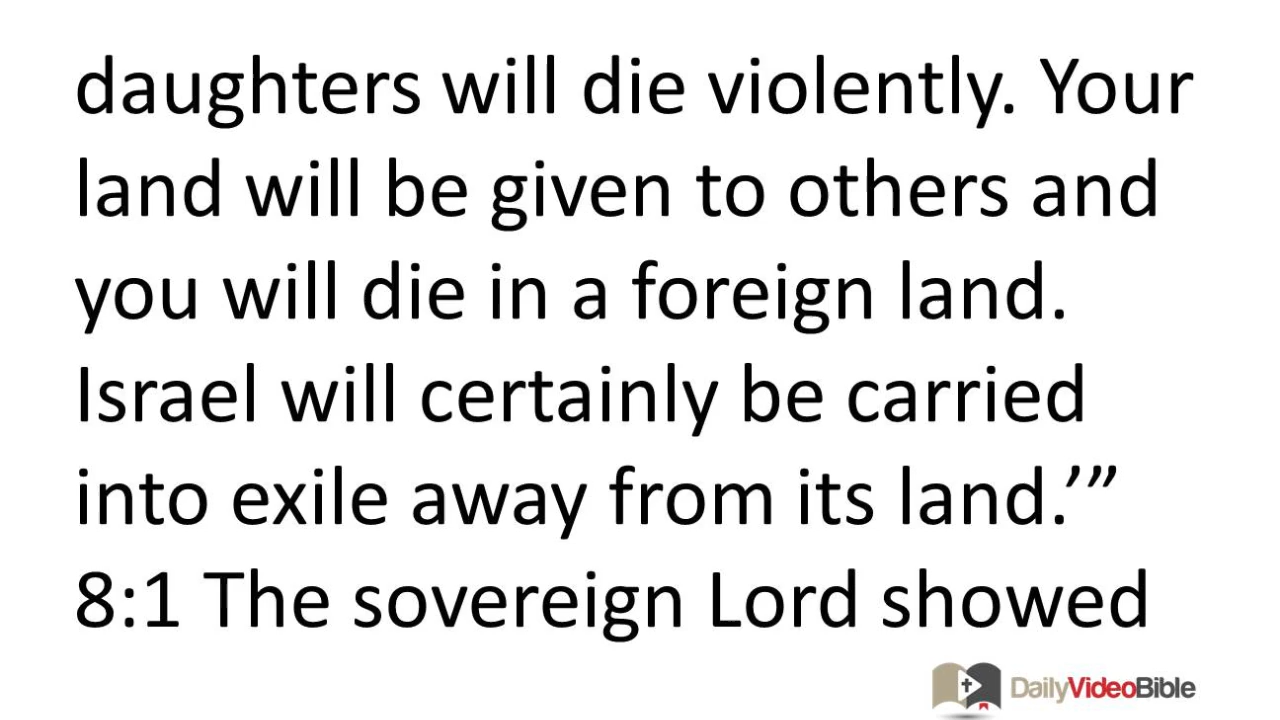 daughters will die violently. Your
land will be given to others and
you will die in a foreign land.
Israel will certainly be carried
into exile away from its land.’”
8:1 The sovereign Lord showed
DailyVideoBible